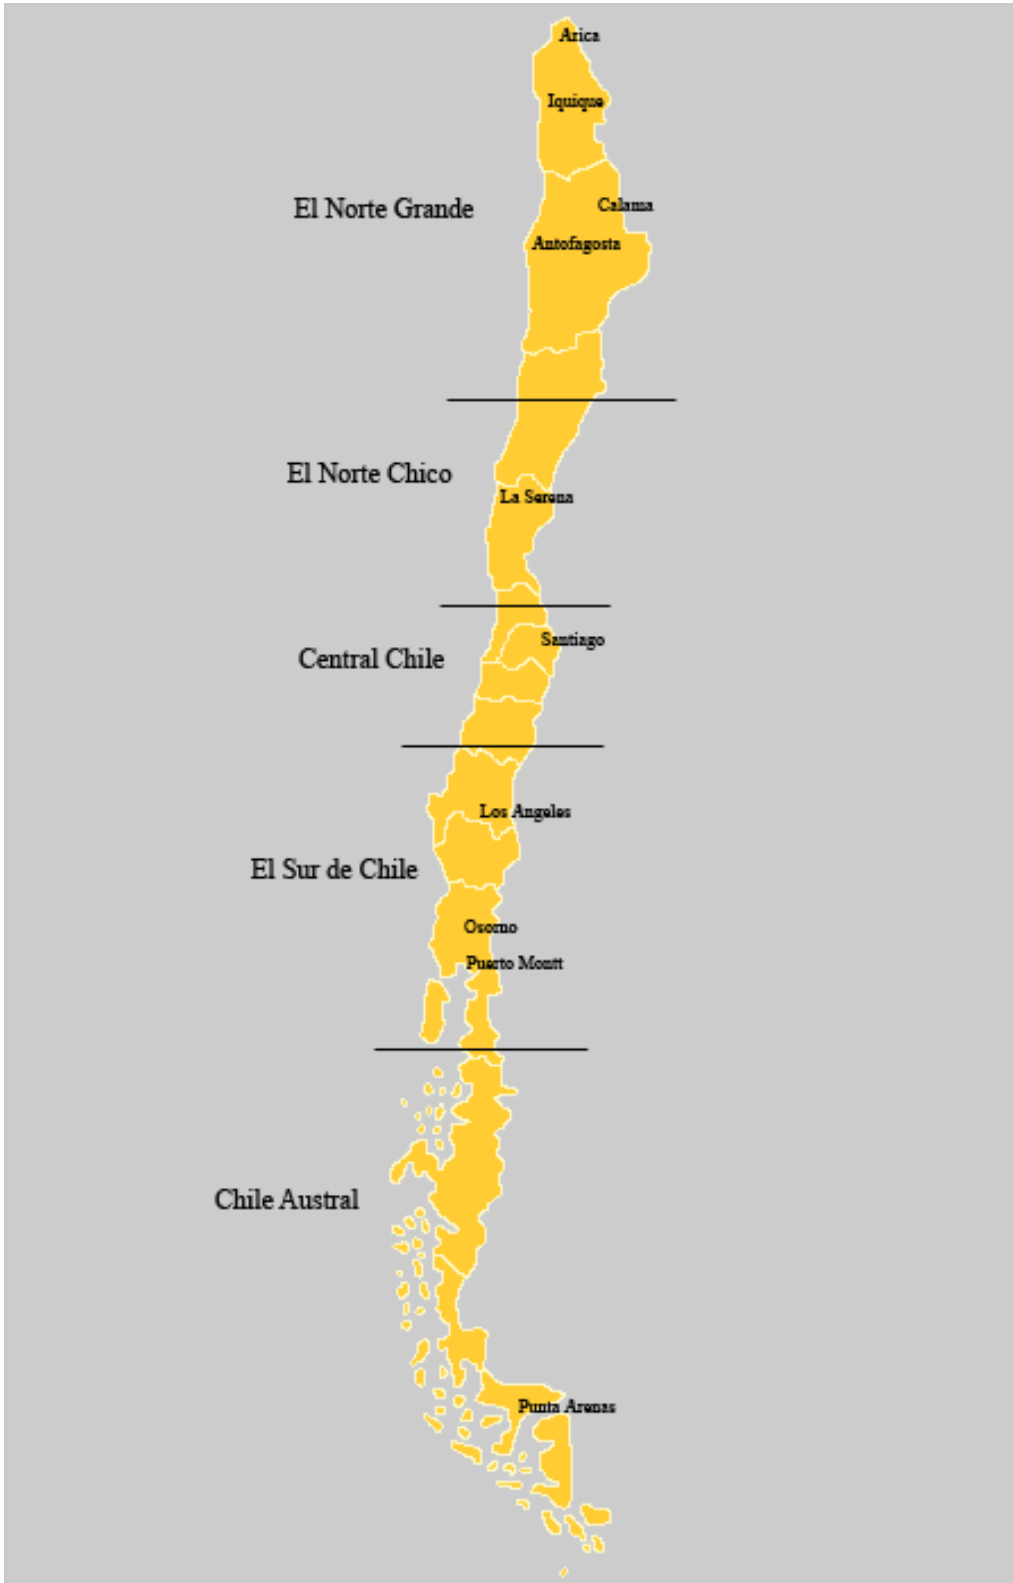 Arica
Iquique
El Norte Grande
Calama
Antofagosta
El Norte Chico
La Serena
Santiago
Central Chile
Los Angeles
El Sur de Chile
Osorno
Puerto Montt
Chile Austral
Punta Arenas